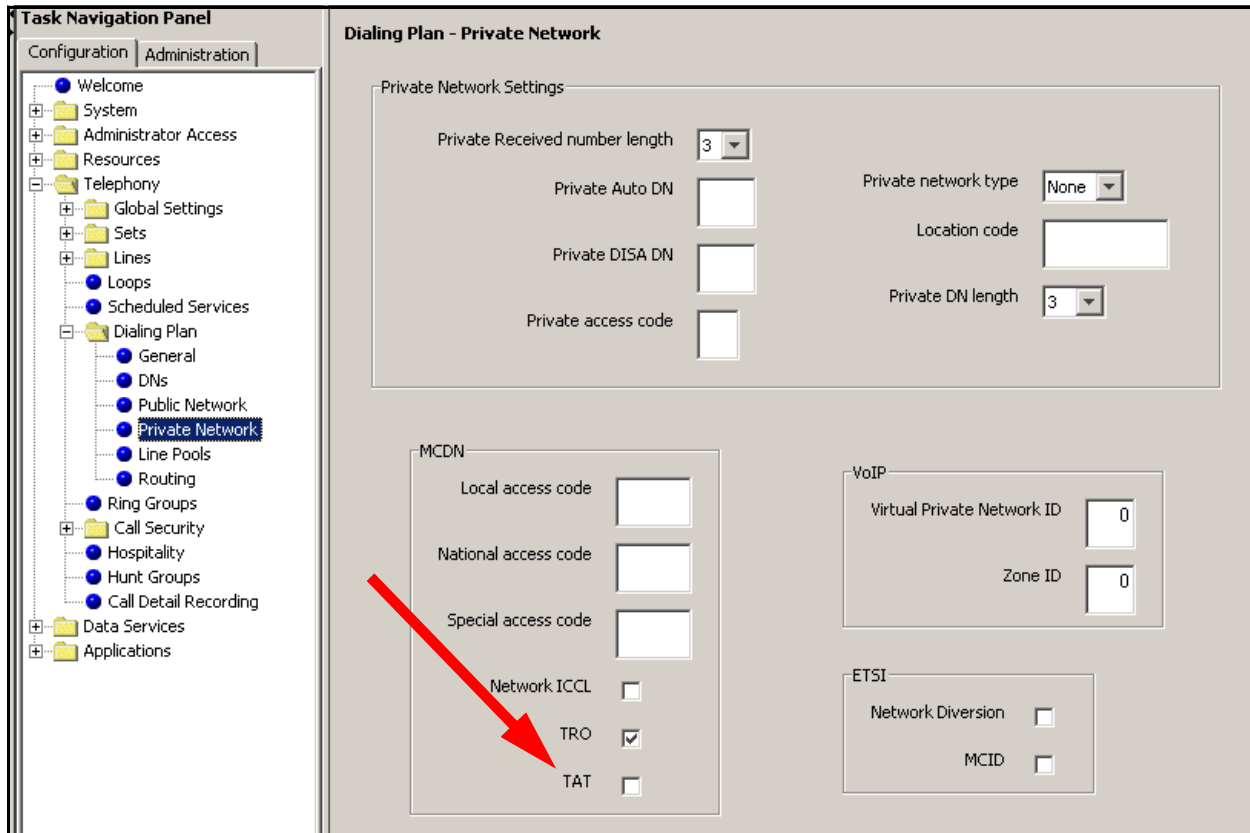 Task Navigation Panel
Configuration
Administration
Welcome
System
Administrator Access
Resources
Telephony
Global Settings
Sets
Lines
Loops
Scheduled Services
Dialing Plan
General
DNs
Public Network
Private Network
Line Pools
Routing
Ring Groups
Call Security
Hospitality
Hunt Groups
Call Detail Recording
Data Services
Applications
Dialing Plan - Private Network
Private Network Settings
Private Received number length 3
Private Auto DN
Private DISA DN
Private access code
Private network type None
Location code
Private DN length 3
MCDN
Local access code
National access code
Special access code
Network ICCL
TRO
TAT
VoIP
Virtual Private Network ID 0
Zone ID 0
ETSI
Network Diversion
MCID